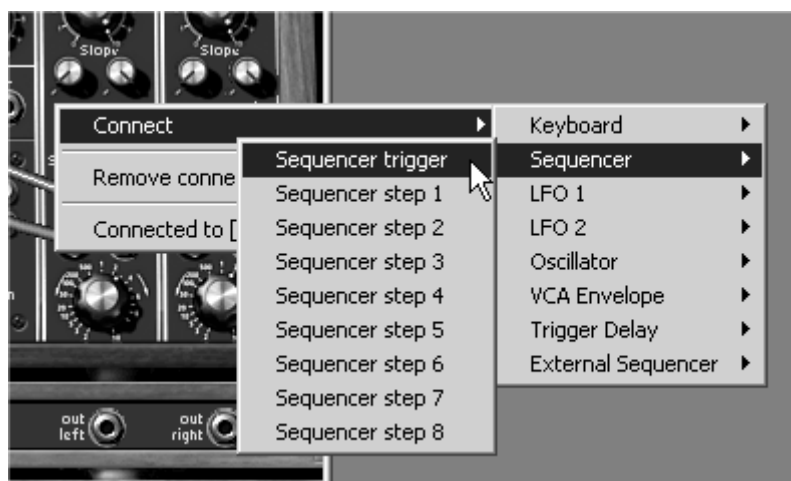 Slope
Slope
Connect
Remove conne
Connected to [
Sequencer trigger
Sequencer step 1
Sequencer step 2
Sequencer step 3
Sequencer step 4
Sequencer step 5
Sequencer step 6
Sequencer step 7
Sequencer step 8
Keyboard
Sequencer
LFO 1
LFO 2
Oscillator
VCA Envelope
Trigger Delay
External Sequencer
out left
out right